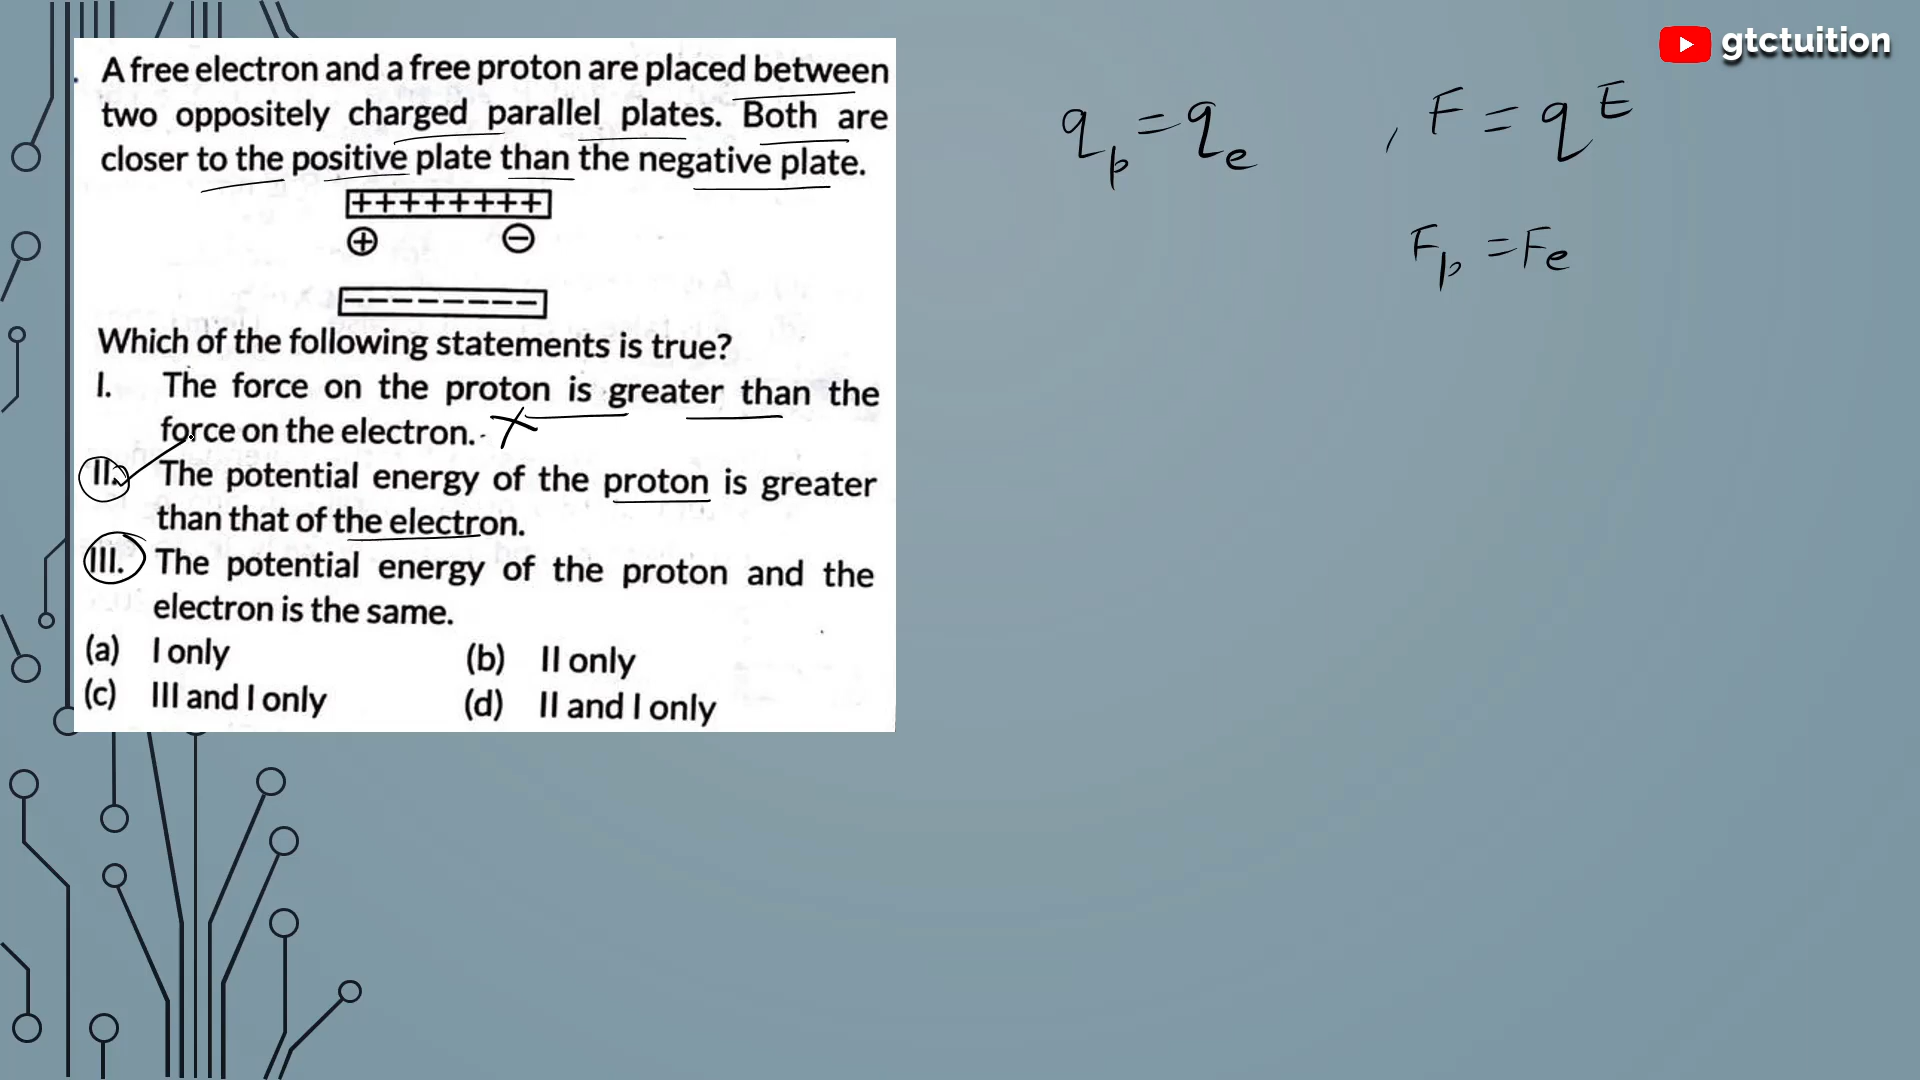 gtctuition
A free electron and a free proton are placed between
two oppositely charged parallel plates. Both are
closer to the positive plate than the negative plate.
++++++++
+ −
−−−−−−−−
Which of the following statements is true?
I. The force on the proton is greater than the
force on the electron.
II. The potential energy of the proton is greater
than that of the electron.
III. The potential energy of the proton and the
electron is the same.
(a) I only (b) II only
(c) III and I only (d) II and I only
qp = qe , F = qE
Fp = Fe